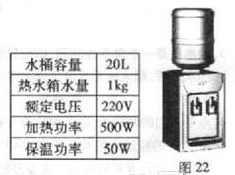 水桶容量 20L
热水箱水量 1kg
额定电压 220V
加热功率 500W
保温功率 50W
图22